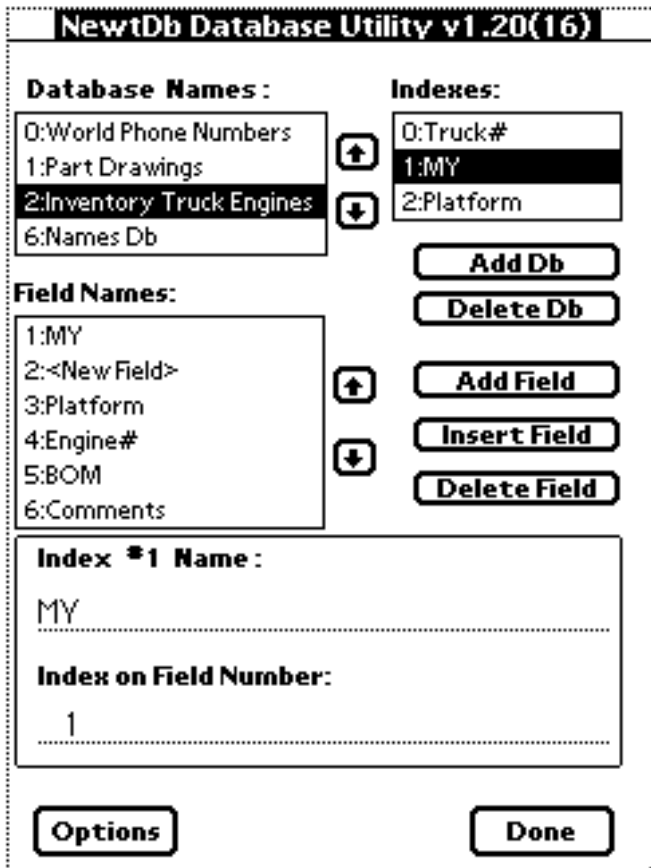 NewtDb Database Utility v1.20(16)
Database Names:
0:World Phone Numbers
1:Part Drawings
2:Inventory Truck Engines
6:Names Db
Indexes:
0:Truck#
1:MY
2:Platform
Add Db
Delete Db
Field Names:
1:MY
2:<New Field>
3:Platform
4:Engine#
5:BOM
6:Comments
Add Field
Insert Field
Delete Field
Index #1 Name:
MY
Index on Field Number:
1
Options
Done